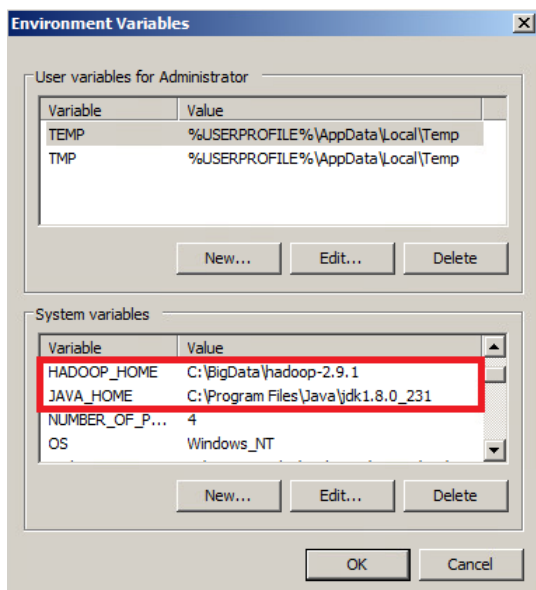 Environment Variables
User variables for Administrator
Variable Value
TEMP %USERPROFILE%\AppData\Local\Temp
TMP %USERPROFILE%\AppData\Local\Temp
New... Edit... Delete
System variables
Variable Value
HADOOP_HOME C:\BigData\hadoop-2.9.1
JAVA_HOME C:\Program Files\Java\jdk1.8.0_231
NUMBER_OF_P... 4
OS Windows_NT
New... Edit... Delete
OK Cancel